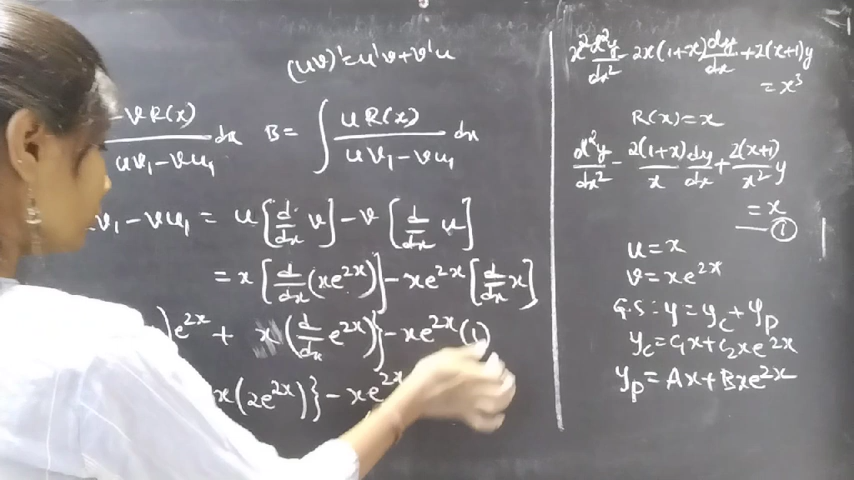 (uv)'=u'v+v'u
-vR(x)/uv₁-vu₁ dx B= ∫ uR(x)/uv₁-vu₁ dx
v₁-vu₁ = u[d/dx v]-v[d/dx u]
= x[d/dx(xe^2x)]-xe^2x[d/dx x]
)e^2x + x(d/dx e^2x)}-xe^2x(1)
x(2e^2x)}-xe^2x
x² d²y/dx² - 2x(1+x)dy/dx+2(x+1)y
= x³
R(x)=x
d²y/dx² - 2(1+x)/x dy/dx + 2(x+1)/x² y
= x
—①
u=x
v=xe^2x
G.S: y=y_c+y_p
y_c=c₁x+c₂xe^2x
y_p=Ax+Bxe^2x